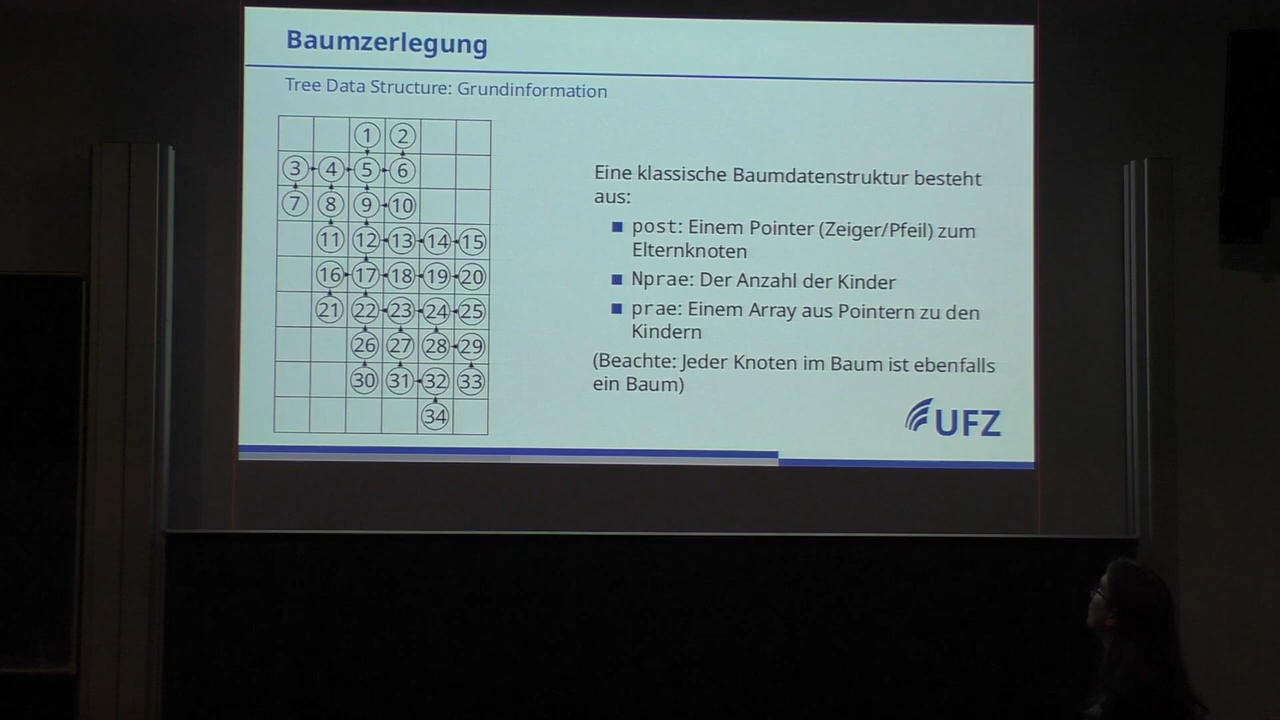 Baumzerlegung
Tree Data Structure: Grundinformation
1 2
3 4 5 6
7 8 9 10
11 12 13 14 15
16 17 18 19 20
21 22 23 24 25
26 27 28 29
30 31 32 33
34
Eine klassische Baumdatenstruktur besteht
aus:
post: Einem Pointer (Zeiger/Pfeil) zum
Elternknoten
Nprae: Der Anzahl der Kinder
prae: Einem Array aus Pointern zu den
Kindern
(Beachte: Jeder Knoten im Baum ist ebenfalls
ein Baum)
UFZ